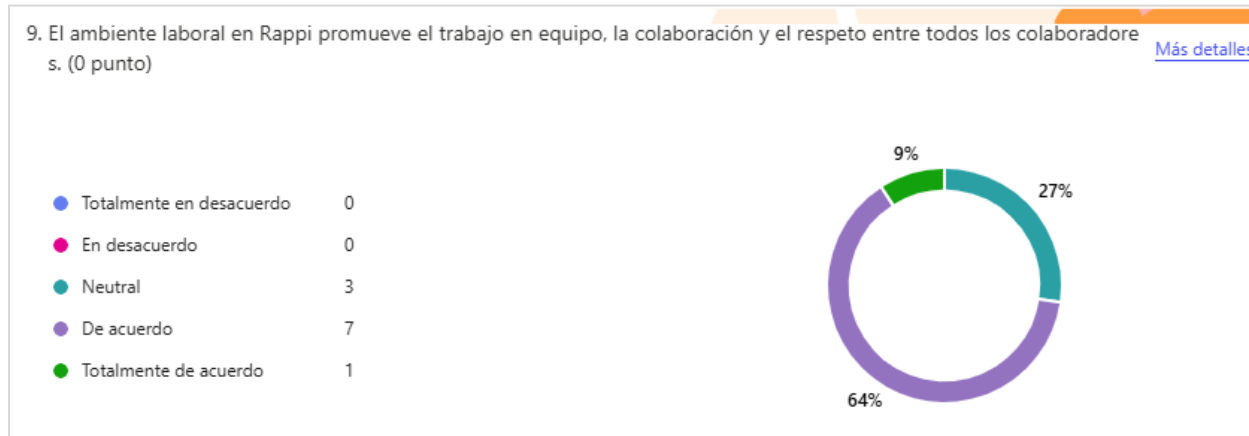 9. El ambiente laboral en Rappi promueve el trabajo en equipo, la colaboración y el respeto entre todos los colaboradore
s. (0 punto)
Más detalles
Totalmente en desacuerdo 0
En desacuerdo 0
Neutral 3
De acuerdo 7
Totalmente de acuerdo 1
9%
27%
64%